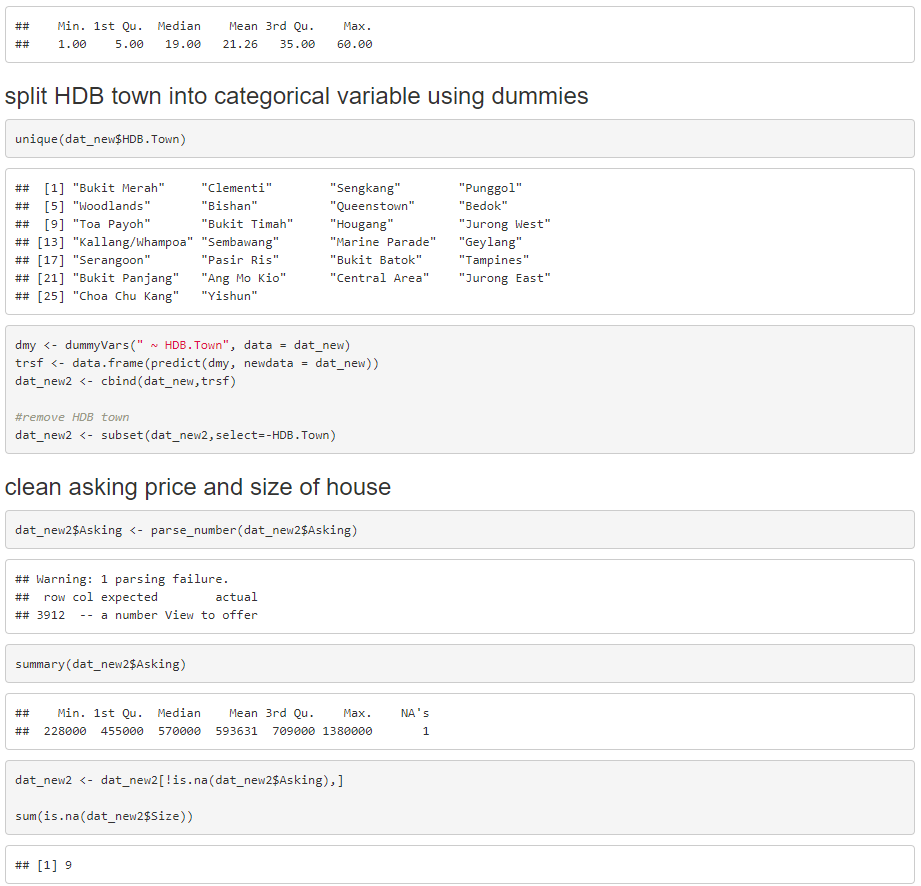 ##    Min. 1st Qu.  Median    Mean 3rd Qu.    Max.
##    1.00    5.00   19.00   21.26   35.00   60.00
split HDB town into categorical variable using dummies
unique(dat_new$HDB.Town)
##  [1] "Bukit Merah"     "Clementi"        "Sengkang"        "Punggol"
##  [5] "Woodlands"       "Bishan"          "Queenstown"      "Bedok"
##  [9] "Toa Payoh"       "Bukit Timah"     "Hougang"         "Jurong West"
## [13] "Kallang/Whampoa" "Sembawang"       "Marine Parade"   "Geylang"
## [17] "Serangoon"       "Pasir Ris"       "Bukit Batok"     "Tampines"
## [21] "Bukit Panjang"   "Ang Mo Kio"      "Central Area"    "Jurong East"
## [25] "Choa Chu Kang"   "Yishun"
dmy <- dummyVars(" ~ HDB.Town", data = dat_new)
trsf <- data.frame(predict(dmy, newdata = dat_new))
dat_new2 <- cbind(dat_new,trsf)
#remove HDB town
dat_new2 <- subset(dat_new2,select=-HDB.Town)
clean asking price and size of house
dat_new2$Asking <- parse_number(dat_new2$Asking)
## Warning: 1 parsing failure.
##  row col expected        actual
## 3912  -- a number View to offer
summary(dat_new2$Asking)
##    Min. 1st Qu.  Median    Mean 3rd Qu.    Max.    NA's
##  228000  455000  570000  593631  709000 1380000       1
dat_new2 <- dat_new2[!is.na(dat_new2$Asking),]
sum(is.na(dat_new2$Size))
## [1] 9